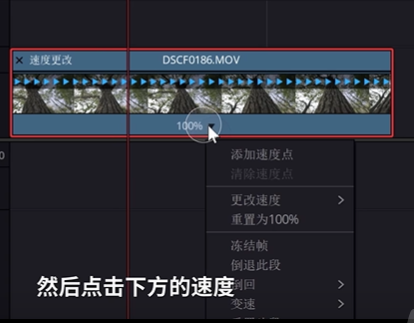 速度更改 DSCF0186.MOV
100%
0
添加速度点
清除速度点
更改速度
重置为100%
冻结帧
倒退此段
倒回
变速
然后点击下方的速度